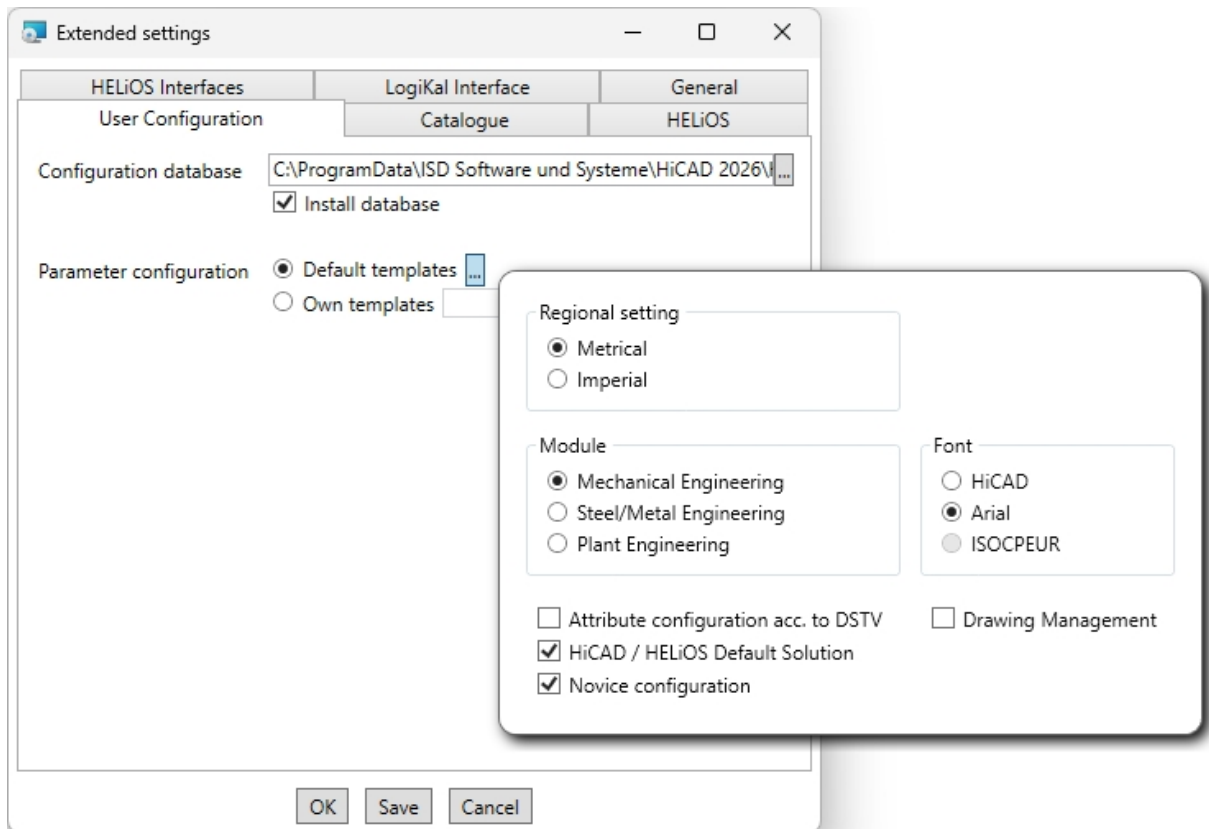 Extended settings
HELiOS Interfaces
LogiKal Interface
General
User Configuration
Catalogue
HELiOS
Configuration database
C:\ProgramData\ISD Software und Systeme\HiCAD 2026\
...
Install database
Parameter configuration
Default templates
...
Own templates
Regional setting
Metrical
Imperial
Module
Mechanical Engineering
Steel/Metal Engineering
Plant Engineering
Font
HiCAD
Arial
ISOCPEUR
Attribute configuration acc. to DSTV
Drawing Management
HiCAD / HELiOS Default Solution
Novice configuration
OK
Save
Cancel